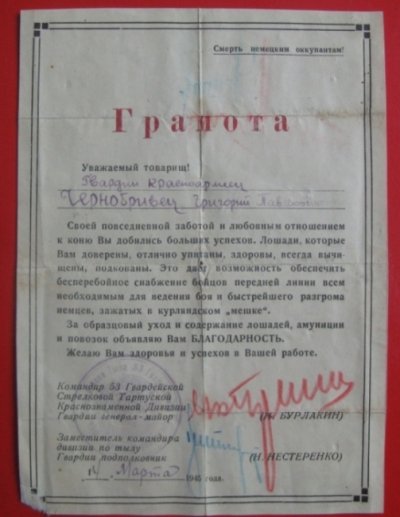 Смерть немецким оккупантам!
Грамота
Уважаемый товарищ!
Гвардии красноармеец
Чернобривец Григорий
Своей повседневной заботой и любовным отношением
к коню Вы добились больших успехов. Лошади, которые
Вам доверены, отлично упитаны, здоровы, всегда вычи-
щены, подкованы. Это дает возможность обеспечить
бесперебойное снабжение бойцов передней линии всем
необходимым для ведения боя и быстрейшего разгрома
немцев, зажатых в курляндском „мешке“.
За образцовый уход и содержание лошадей, амуниции
и повозок объявляю Вам БЛАГОДАРНОСТЬ.
Желаю Вам здоровья и успехов в Вашей работе.
Командир 53 Гвардейской
Стрелковой Тартуской
Краснознаменной Дивизии
Гвардии генерал-майор (И. БУРЛАКИН)
Заместитель командира
дивизии по тылу
Гвардии подполковник (Н. НЕСТЕРЕНКО)
14 Марта 1945 года.